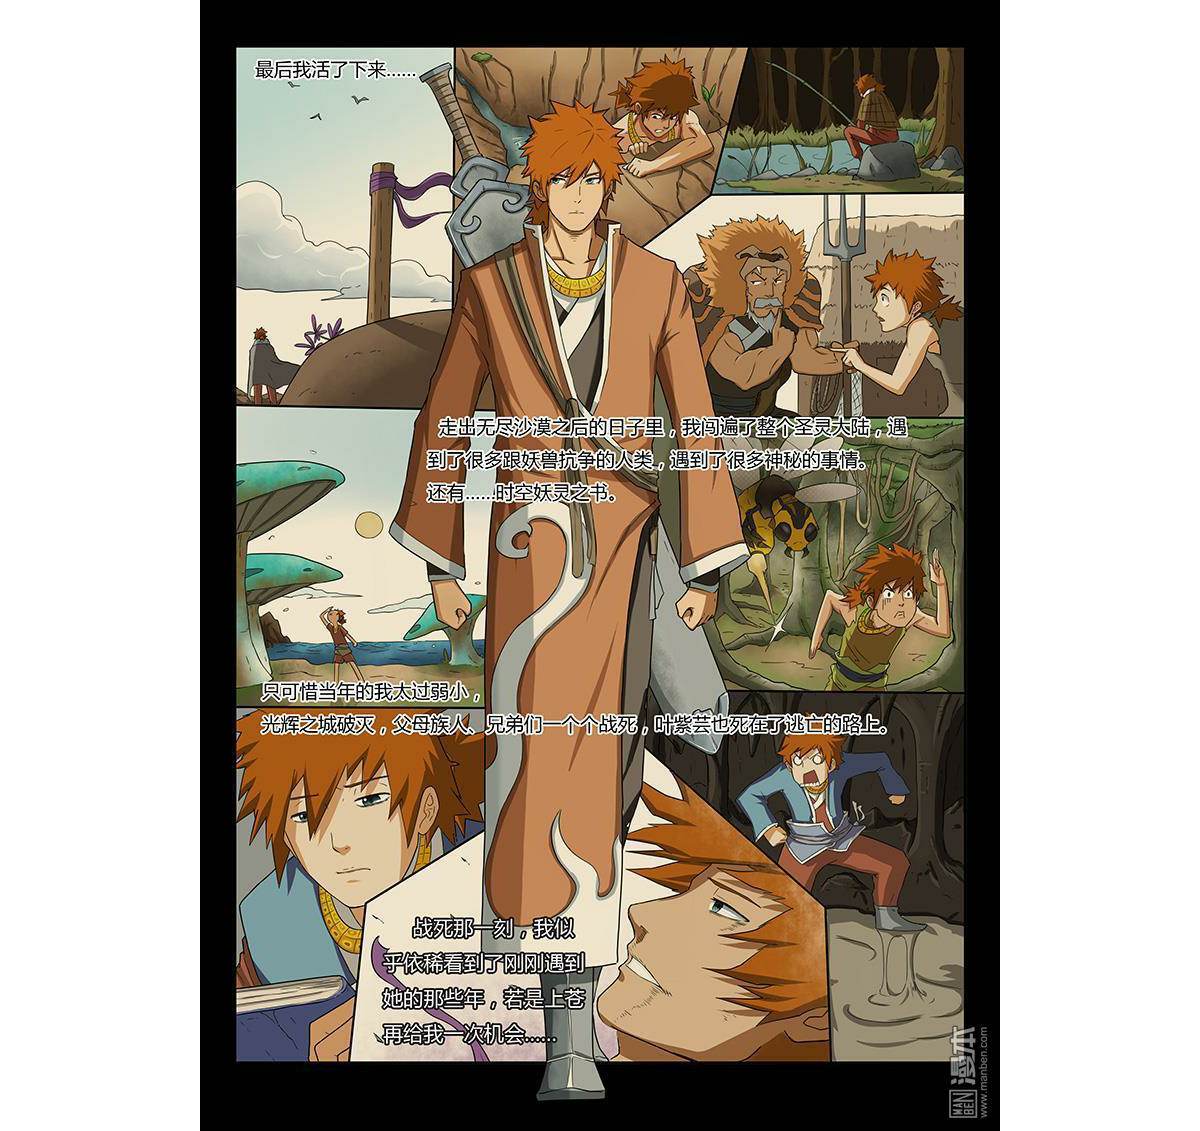 最后我活了下来……
走出无尽沙漠之后的日子里，我闯遍了整个圣灵大陆，遇
到了很多跟妖兽抗争的人类，遇到了很多神秘的事情。
还有……时空妖灵之书。
只可惜当年的我太过弱小，
光辉之城破灭，父母族人、兄弟们一个个战死，叶紫芸也死在了逃亡的路上。
战死那一刻，我似
乎依稀看到了刚刚遇到
她的那些年，若是上苍
再给我一次机会……
MAN
BEN
漫本
www.manben.com